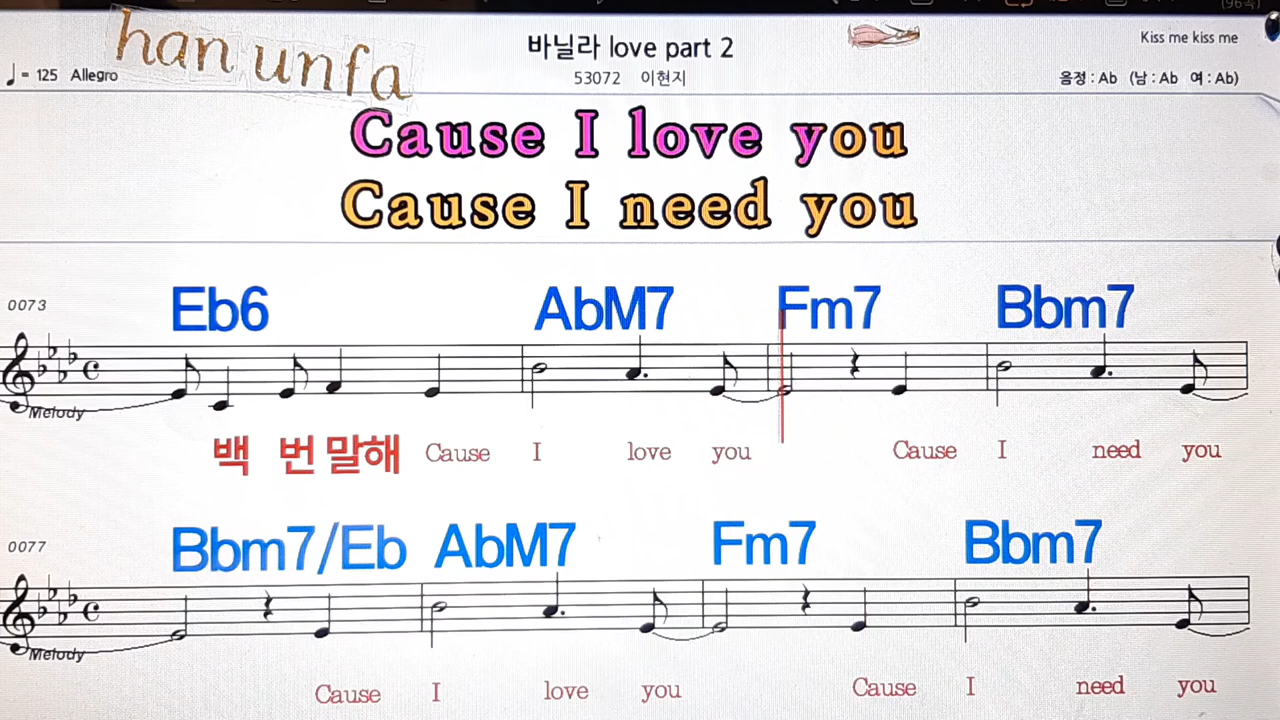 (96곡)
han unfa
바닐라 love part 2
Kiss me kiss me
♩= 125 Allegro
53072 이현지
음정 : Ab (남 : Ab 여 : Ab)
Cause I love you
Cause I need you
0073
Eb6 AbM7 Fm7 Bbm7
Melody
백 번 말해 Cause I love you Cause I need you
0077
Bbm7/Eb AbM7 Fm7 Bbm7
Melody
Cause I love you Cause I need you